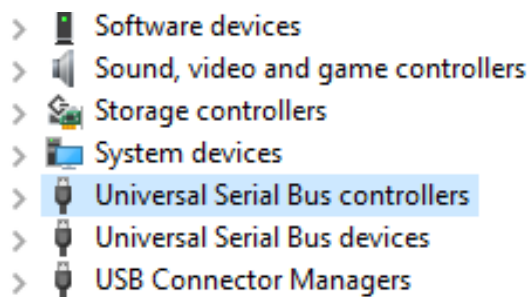 Software devices
Sound, video and game controllers
Storage controllers
System devices
Universal Serial Bus controllers
Universal Serial Bus devices
USB Connector Managers